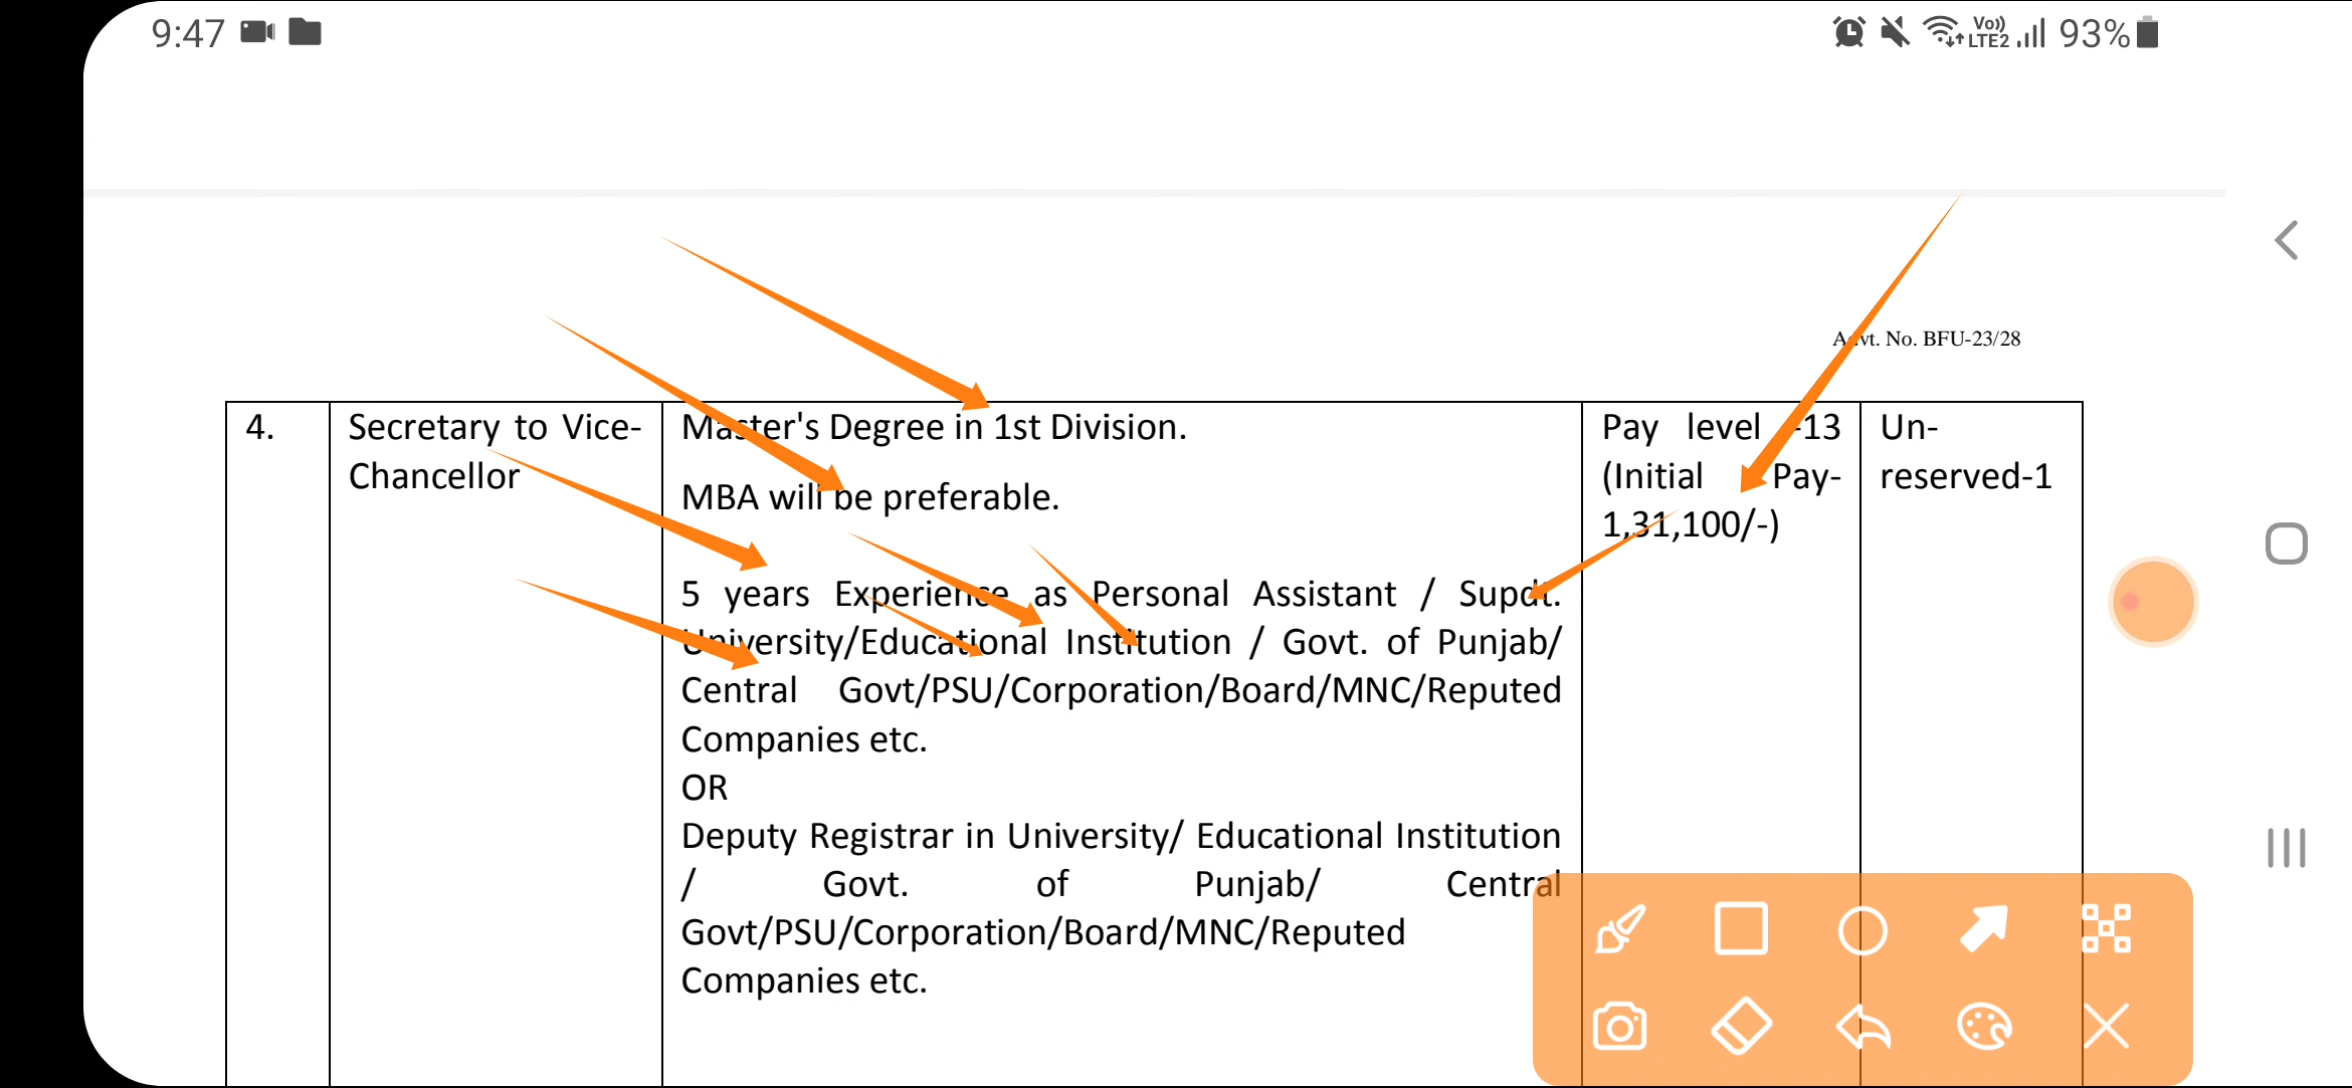 9:47
Vo)) LTE2 93%
Advt. No. BFU-23/28
4.
Secretary to Vice-
Chancellor
Master's Degree in 1st Division.
MBA will be preferable.
5 years Experience as Personal Assistant / Supdt.
University/Educational Institution / Govt. of Punjab/
Central Govt/PSU/Corporation/Board/MNC/Reputed
Companies etc.
OR
Deputy Registrar in University/ Educational Institution
/ Govt. of Punjab/ Central
Govt/PSU/Corporation/Board/MNC/Reputed
Companies etc.
Pay level -13
(Initial Pay-
1,31,100/-)
Un-
reserved-1